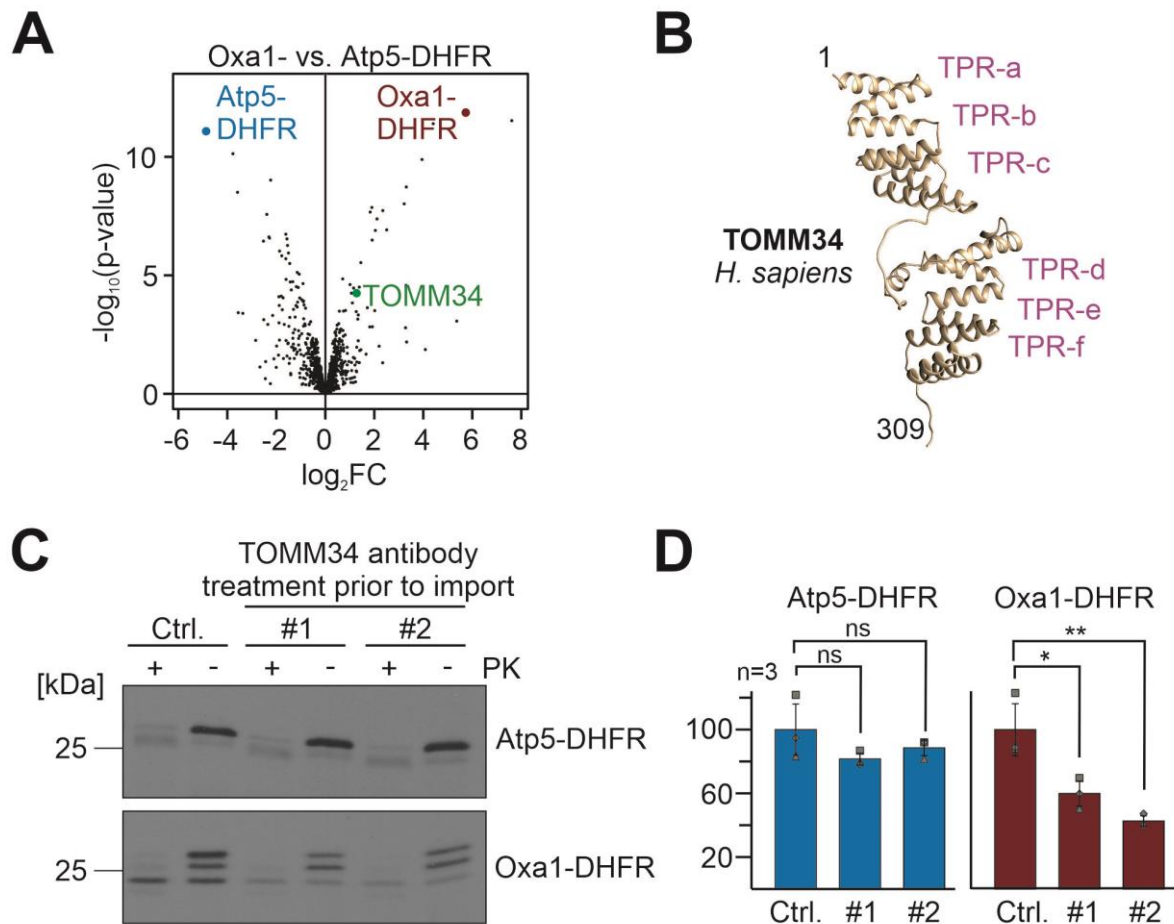 A
Oxa1- vs. Atp5-DHFR
Atp5-
DHFR
Oxa1-
DHFR
TOMM34
10
5
0
-log₁₀(p-value)
-6 -4 -2 0 2 4 6 8
log₂FC
B
1
TPR-a
TPR-b
TPR-c
TOMM34
H. sapiens
TPR-d
TPR-e
TPR-f
309
C
TOMM34 antibody
treatment prior to import
Ctrl. #1 #2
+ - + - + - PK
[kDa]
25
Atp5-DHFR
25
Oxa1-DHFR
D
Atp5-DHFR Oxa1-DHFR
ns
**
ns
*
n=3
100
60
20
Ctrl. #1 #2 Ctrl. #1 #2